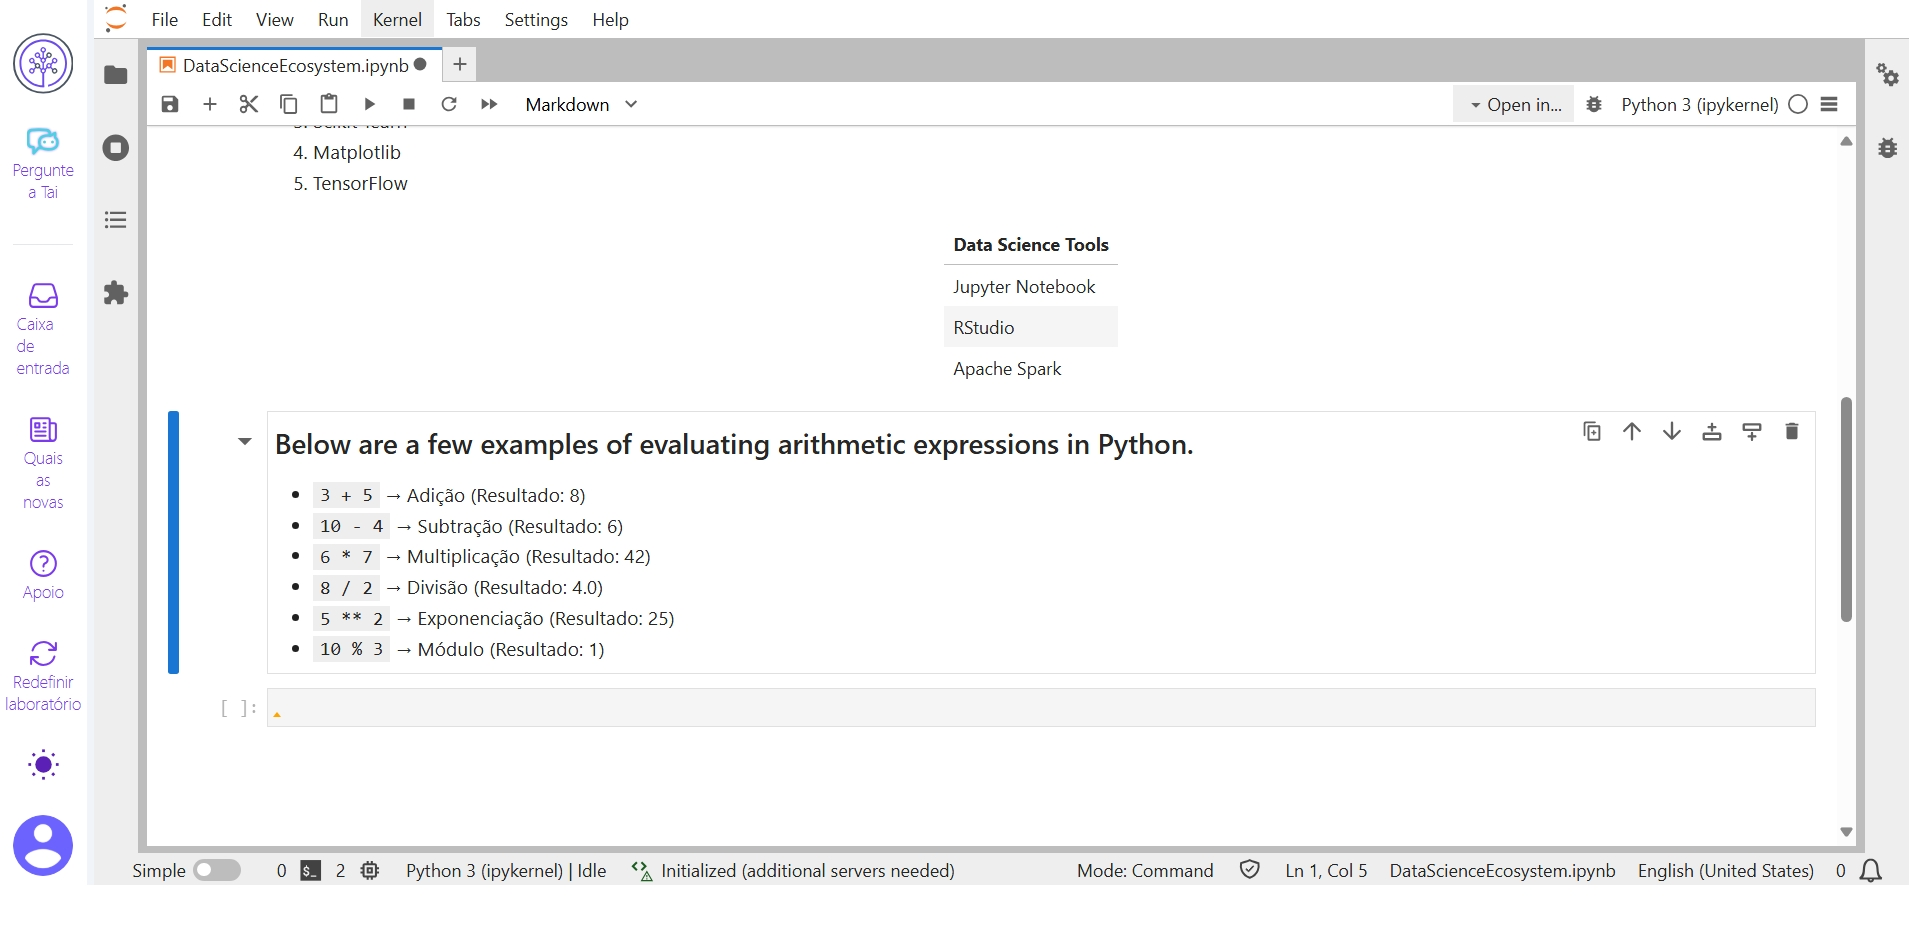 File Edit View Run Kernel Tabs Settings Help
DataScienceEcosystem.ipynb
Markdown
Open in...
Python 3 (ipykernel)
Pergunte
a Tai
Caixa
de
entrada
Quais
as
novas
Apoio
Redefinir
laboratório
4. Matplotlib
5. TensorFlow
Data Science Tools
Jupyter Notebook
RStudio
Apache Spark
Below are a few examples of evaluating arithmetic expressions in Python.
3 + 5 → Adição (Resultado: 8)
10 - 4 → Subtração (Resultado: 6)
6 * 7 → Multiplicação (Resultado: 42)
8 / 2 → Divisão (Resultado: 4.0)
5 ** 2 → Exponenciação (Resultado: 25)
10 % 3 → Módulo (Resultado: 1)
[ ]:
Simple 0 $_ 2 Python 3 (ipykernel) | Idle Initialized (additional servers needed) Mode: Command Ln 1, Col 5 DataScienceEcosystem.ipynb English (United States) 0